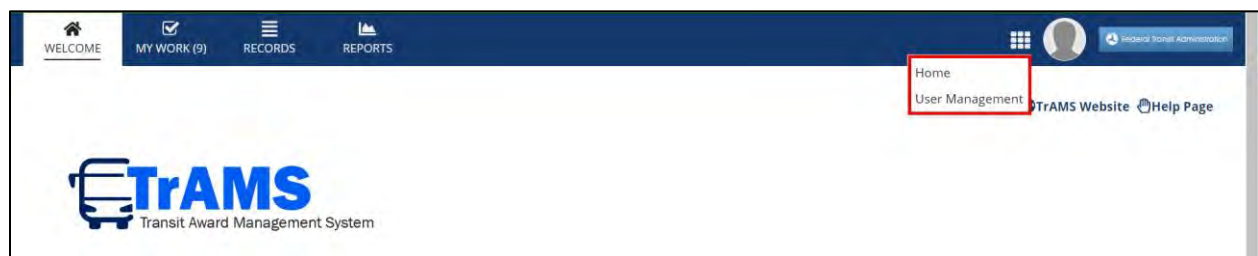 WELCOME MY WORK (9) RECORDS REPORTS
Federal Transit Administration
Home
User Management
TrAMS Website Help Page
TrAMS
Transit Award Management System